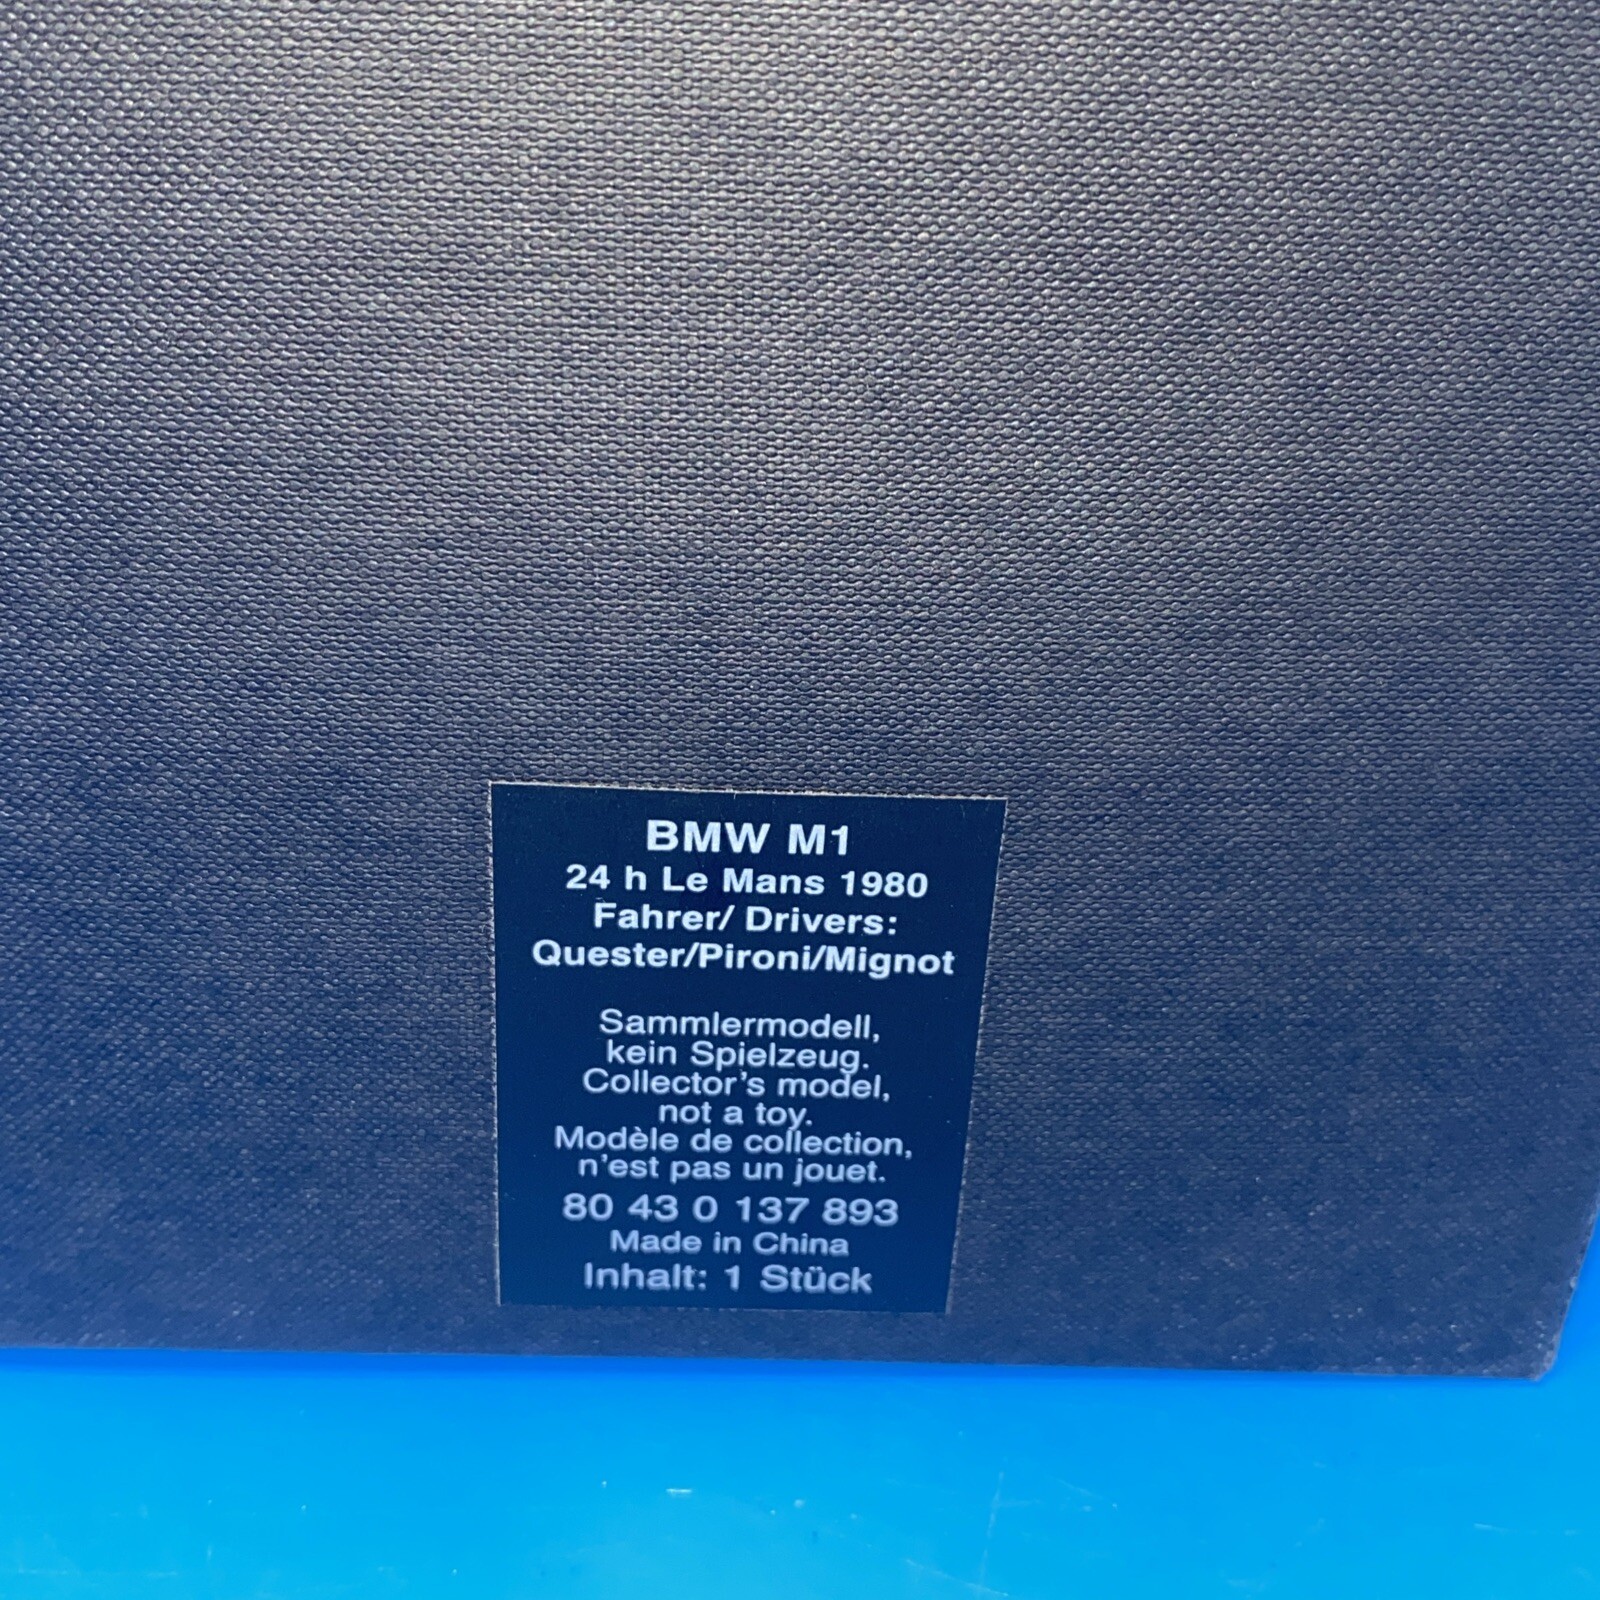 BMW M1
24 h Le Mans 1980
Fahrer/ Drivers:
Quester/Pironi/Mignot
Sammlermodell,
kein Spielzeug.
Collector's model,
not a toy.
Modèle de collection,
n'est pas un jouet.
80 43 0 137 893
Made in China
Inhalt: 1 Stück